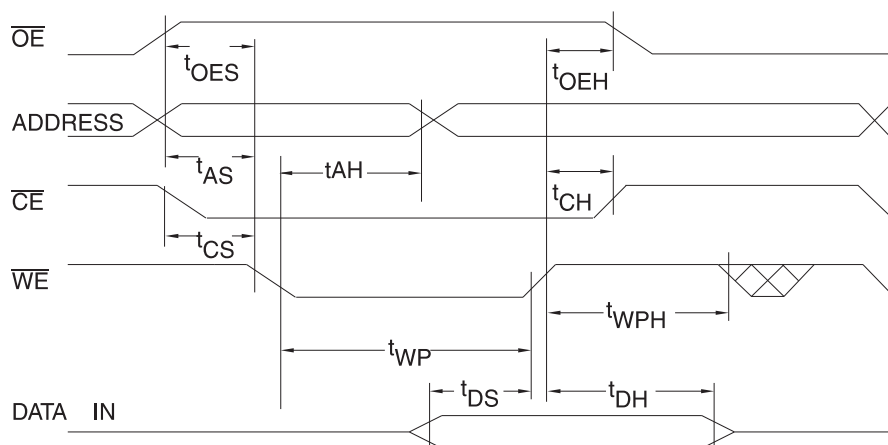 OE
tOES
tOEH
ADDRESS
tAS
tAH
tCH
CE
tCS
WE
tWPH
tWP
tDS
tDH
DATA IN